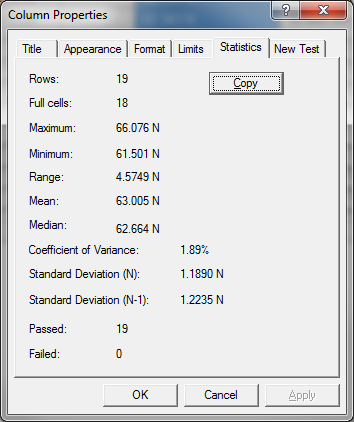 Column Properties
Title Appearance Format Limits Statistics New Test
Rows: 19
Copy
Full cells: 18
Maximum: 66.076 N
Minimum: 61.501 N
Range: 4.5749 N
Mean: 63.005 N
Median: 62.664 N
Coefficient of Variance: 1.89%
Standard Deviation (N): 1.1890 N
Standard Deviation (N-1): 1.2235 N
Passed: 19
Failed: 0
OK Cancel Apply